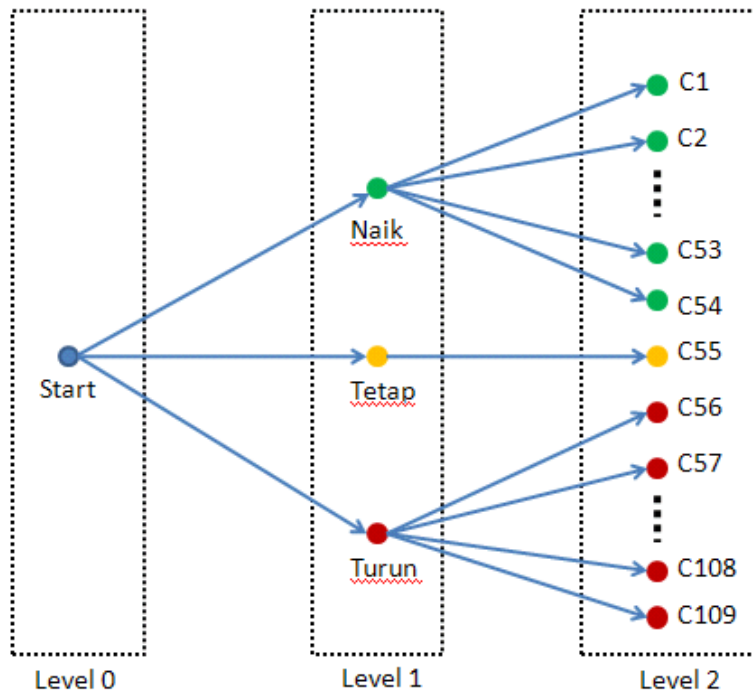 C1
C2
Naik
C53
C54
C55
Start
Tetap
C56
C57
Turun
C108
C109
Level 0
Level 1
Level 2